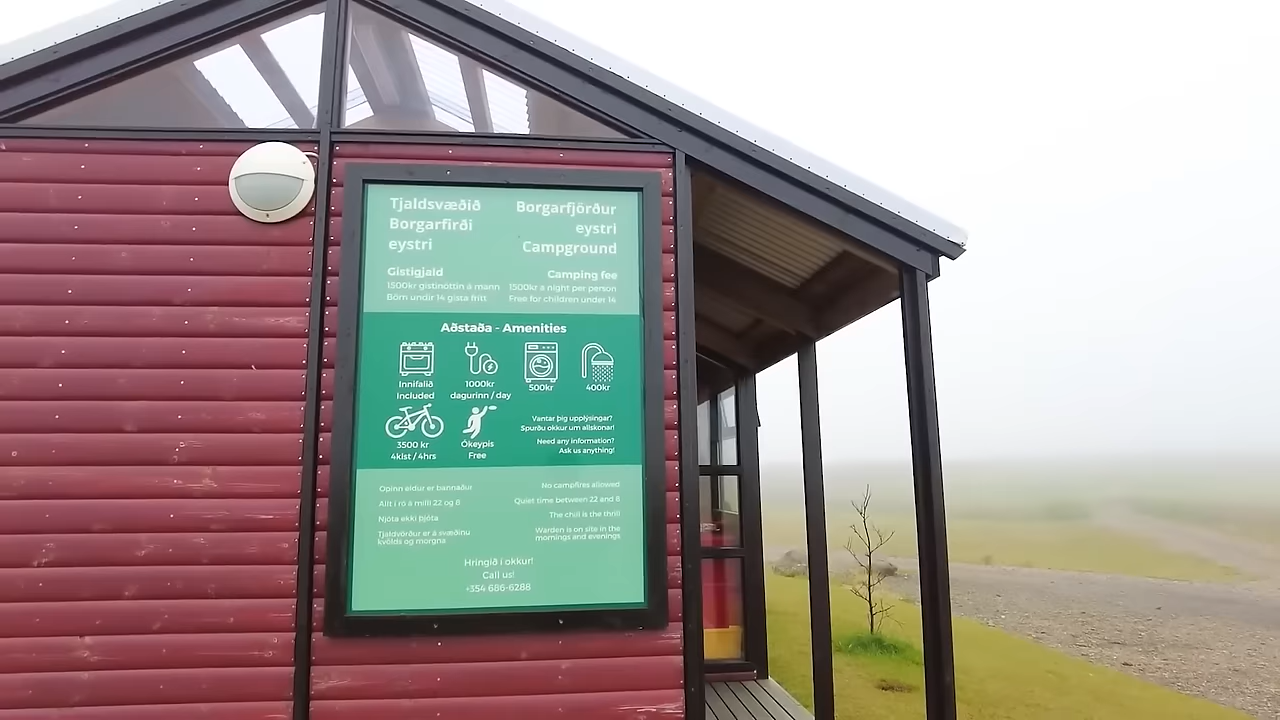 Tjaldsvæðið
Borgarfirði
eystri
Borgarfjörður
eystri
Campground
Gistigjald
1500kr gistinóttin á mann
Börn undir 14 gista frítt
Camping fee
1500kr a night per person
Free for children under 14
Aðstaða - Amenities
Innifalið
Included
1000kr
dagurinn / day
500kr
400kr
3500 kr
4klst / 4hrs
Ókeypis
Free
Vantar þig upplýsingar?
Spurðu okkur um allskonar!
Need any information?
Ask us anything!
Opinn eldur er bannaður
Allt í ró á milli 22 og 8
Njóta ekki þjóta
Tjaldvörður er á svæðinu
kvölds og morgna
No campfires allowed
Quiet time between 22 and 8
The chill is the thrill
Warden is on site in the
mornings and evenings
Hringið í okkur!
Call us!
+354 686-6288